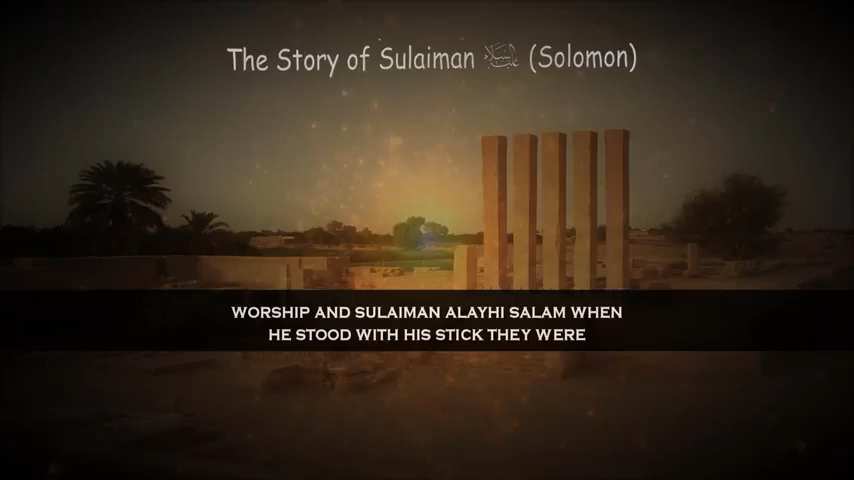 The Story of Sulaiman عليه السلام (Solomon)
WORSHIP AND SULAIMAN ALAYHI SALAM WHEN
HE STOOD WITH HIS STICK THEY WERE